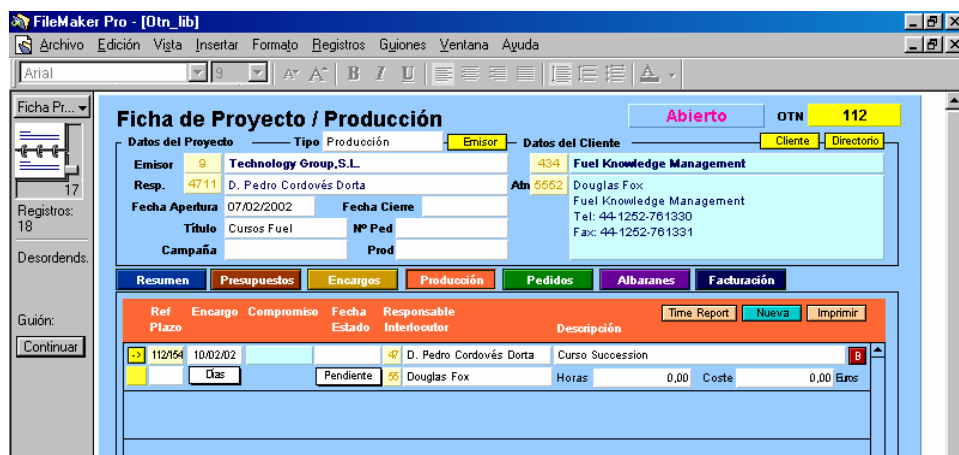 FileMaker Pro - [Otn_lib]
Archivo Edición Vista Insertar Formato Registros Guiones Ventana Ayuda
Arial 9 B I U A
Ficha Pr...
17
Registros:
18
Desordends.
Guión:
Continuar
Ficha de Proyecto / Producción Abierto OTN 112
Datos del Proyecto Tipo Producción Emisor Datos del Cliente Cliente Directorio
Emisor 9 Technology Group,S.L. 434 Fuel Knowledge Management
Resp. 4711 D. Pedro Cordovés Dorta Atn 5552 Douglas Fox
Fuel Knowledge Management
Fecha Apertura 07/02/2002 Fecha Cierre Tel: 44-1252-761330
Título Cursos Fuel Nº Ped Fax: 44-1252-761331
Campaña Prod
Resumen Presupuestos Encargos Producción Pedidos Albaranes Facturación
Ref Encargo Compromiso Fecha Responsable Time Report Nueva Imprimir
Plazo Estado Interlocutor Descripción
-> 112/154 10/02/02 47 D. Pedro Cordovés Dorta Curso Succession B
Días Pendiente 55 Douglas Fox Horas 0,00 Coste 0,00 Euros